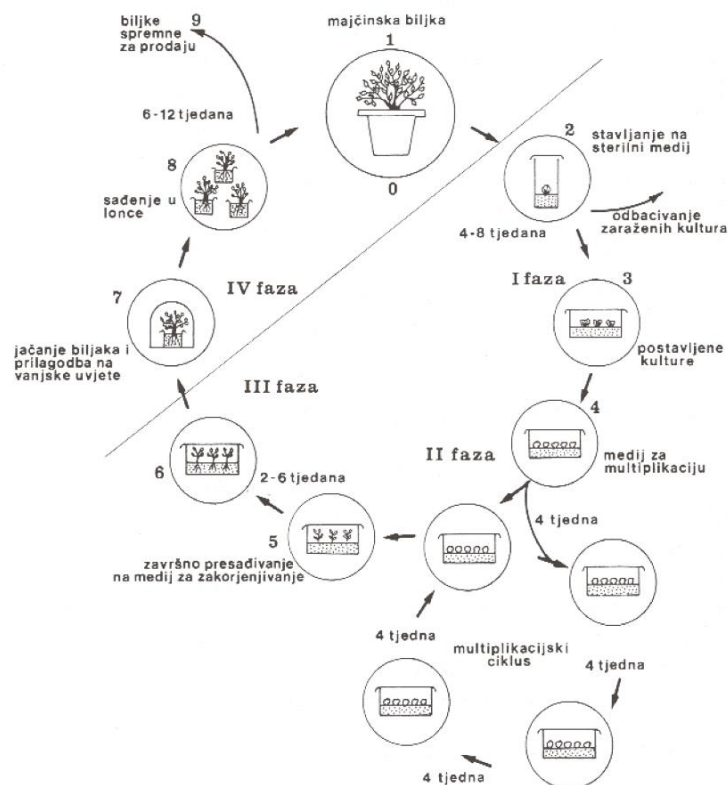 biljke 9
spremne
za prodaju
majčinska biljka
1
0
2
stavljanje na
sterilni medij
4-8 tjedana
odbacivanje
zaraženih kultura
I faza
3
postavljene
kulture
4
medij za
multiplikaciju
II faza
4 tjedna
4 tjedna
4 tjedna
4 tjedna
multiplikacijski
ciklus
5
završno presađivanje
na medij za zakorjenjivanje
2-6 tjedana
6
III faza
7
jačanje biljaka i
prilagodba na
vanjske uvjete
IV faza
8
sađenje u
lonce
6-12 tjedana